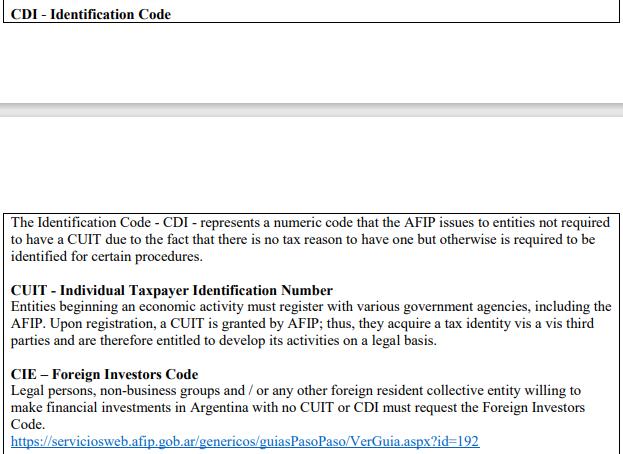 CDI - Identification Code
The Identification Code - CDI - represents a numeric code that the AFIP issues to entities not required
to have a CUIT due to the fact that there is no tax reason to have one but otherwise is required to be
identified for certain procedures.
CUIT - Individual Taxpayer Identification Number
Entities beginning an economic activity must register with various government agencies, including the
AFIP. Upon registration, a CUIT is granted by AFIP; thus, they acquire a tax identity vis a vis third
parties and are therefore entitled to develop its activities on a legal basis.
CIE – Foreign Investors Code
Legal persons, non-business groups and / or any other foreign resident collective entity willing to
make financial investments in Argentina with no CUIT or CDI must request the Foreign Investors
Code.
https://serviciosweb.afip.gob.ar/genericos/guiasPasoPaso/VerGuia.aspx?id=192